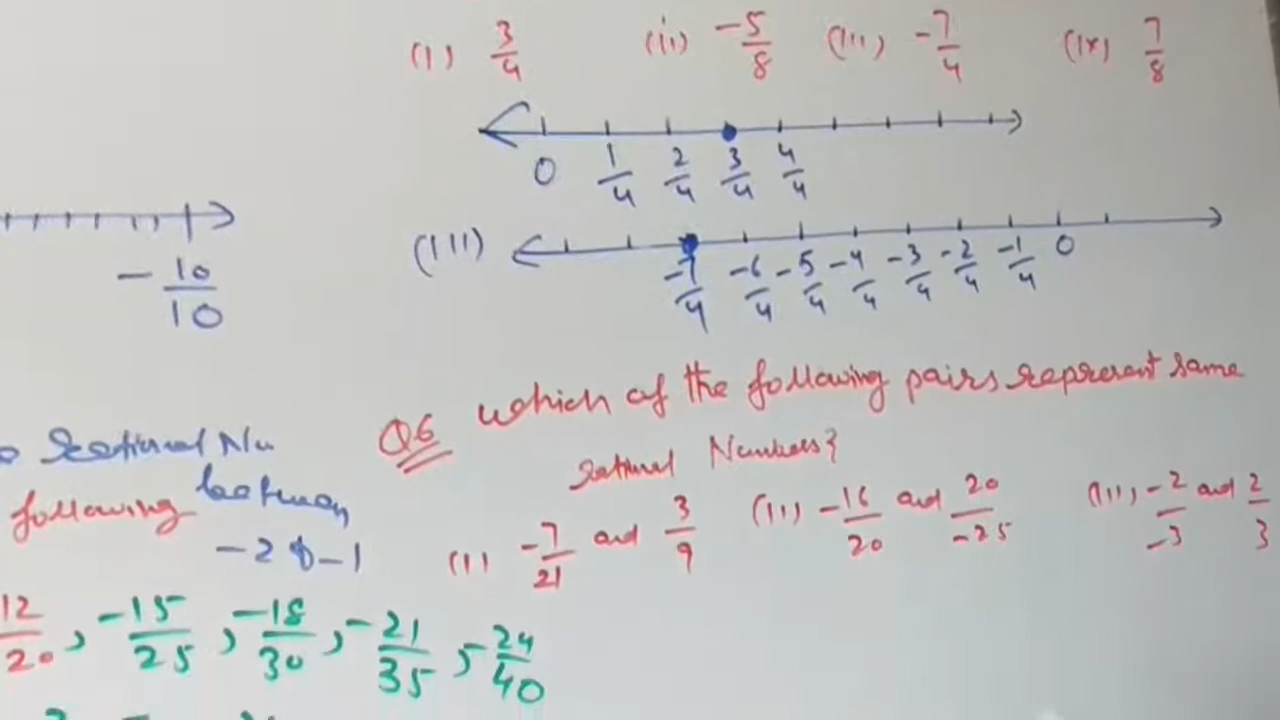 (i) 3/4 (ii) -5/8 (iii) -7/4 (iv) 7/8
0 1/4 2/4 3/4 4/4
-10/10
(iii) -7/4 -6/4 -5/4 -4/4 -3/4 -2/4 -1/4 0
Q6 which of the following pairs represent same
rational Numbers?
(i) -7/21 and 3/9 (ii) -16/20 and 20/-25 (iii) -2/-3 and 2/3
Rational Nu
following between
-2 & -1
12/20, -15/25, -18/30, -21/35, -24/40